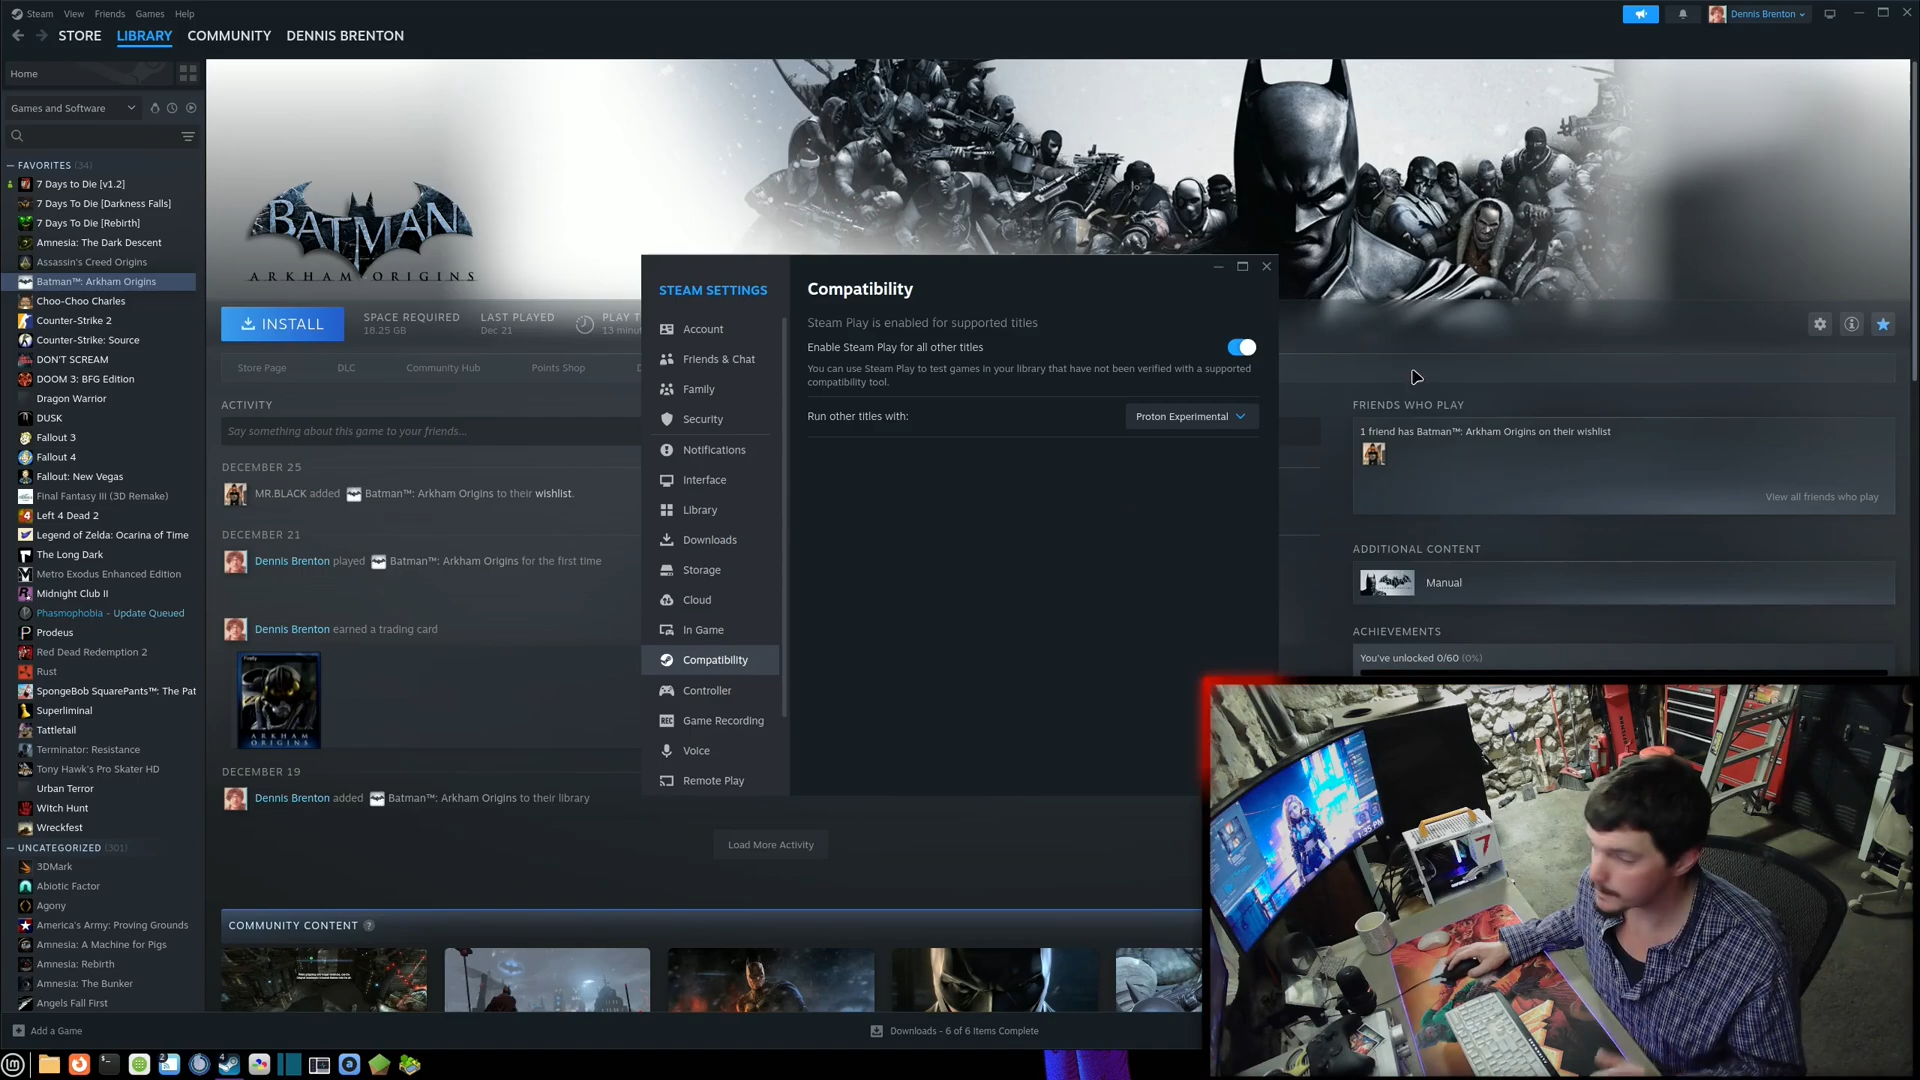 Steam View Friends Games Help
Dennis Brenton
STORE LIBRARY COMMUNITY DENNIS BRENTON
Home
Games and Software
FAVORITES (34)
7 Days to Die [v1.2]
7 Days To Die [Darkness Falls]
7 Days To Die [Rebirth]
Amnesia: The Dark Descent
Assassin's Creed Origins
Batman™: Arkham Origins
Choo-Choo Charles
Counter-Strike 2
Counter-Strike: Source
DON'T SCREAM
DOOM 3: BFG Edition
Dragon Warrior
DUSK
Fallout 3
Fallout 4
Fallout: New Vegas
Final Fantasy III (3D Remake)
Left 4 Dead 2
Legend of Zelda: Ocarina of Time
The Long Dark
Metro Exodus Enhanced Edition
Midnight Club II
Phasmophobia - Update Queued
Prodeus
Red Dead Redemption 2
Rust
SpongeBob SquarePants™: The Pat
Superliminal
Tattletail
Terminator: Resistance
Tony Hawk's Pro Skater HD
Urban Terror
Witch Hunt
Wreckfest
UNCATEGORIZED (301)
3DMark
Abiotic Factor
Agony
America's Army: Proving Grounds
Amnesia: A Machine for Pigs
Amnesia: Rebirth
Amnesia: The Bunker
Angels Fall First
Add a Game
BATMAN
ARKHAM ORIGINS
INSTALL
SPACE REQUIRED
18.25 GB
LAST PLAYED
Dec 21
PLAY T
13 minut
Store Page DLC Community Hub Points Shop D
ACTIVITY
Say something about this game to your friends...
DECEMBER 25
MR.BLACK added Batman™: Arkham Origins to their wishlist.
DECEMBER 21
Dennis Brenton played Batman™: Arkham Origins for the first time
Dennis Brenton earned a trading card
Firefly
ARKHAM
ORIGINS
DECEMBER 19
Dennis Brenton added Batman™: Arkham Origins to their library
Load More Activity
COMMUNITY CONTENT ?
Downloads - 6 of 6 Items Complete
STEAM SETTINGS
Account
Friends & Chat
Family
Security
Notifications
Interface
Library
Downloads
Storage
Cloud
In Game
Compatibility
Controller
REC Game Recording
Voice
Remote Play
Compatibility
Steam Play is enabled for supported titles
Enable Steam Play for all other titles
You can use Steam Play to test games in your library that have not been verified with a supported
compatibility tool.
Run other titles with: Proton Experimental
FRIENDS WHO PLAY
1 friend has Batman™: Arkham Origins on their wishlist
View all friends who play
ADDITIONAL CONTENT
Manual
ACHIEVEMENTS
You've unlocked 0/60 (0%)
1:35 PM
7